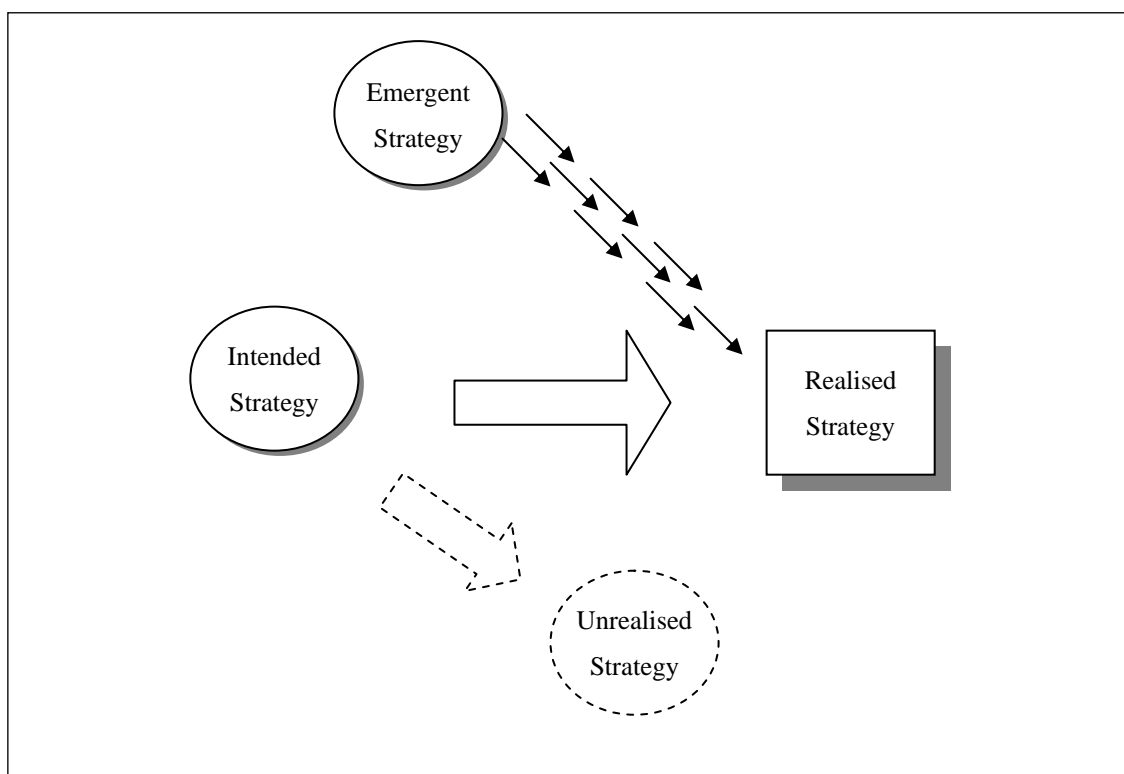 Emergent
Strategy
Intended
Strategy
Realised
Strategy
Unrealised
Strategy